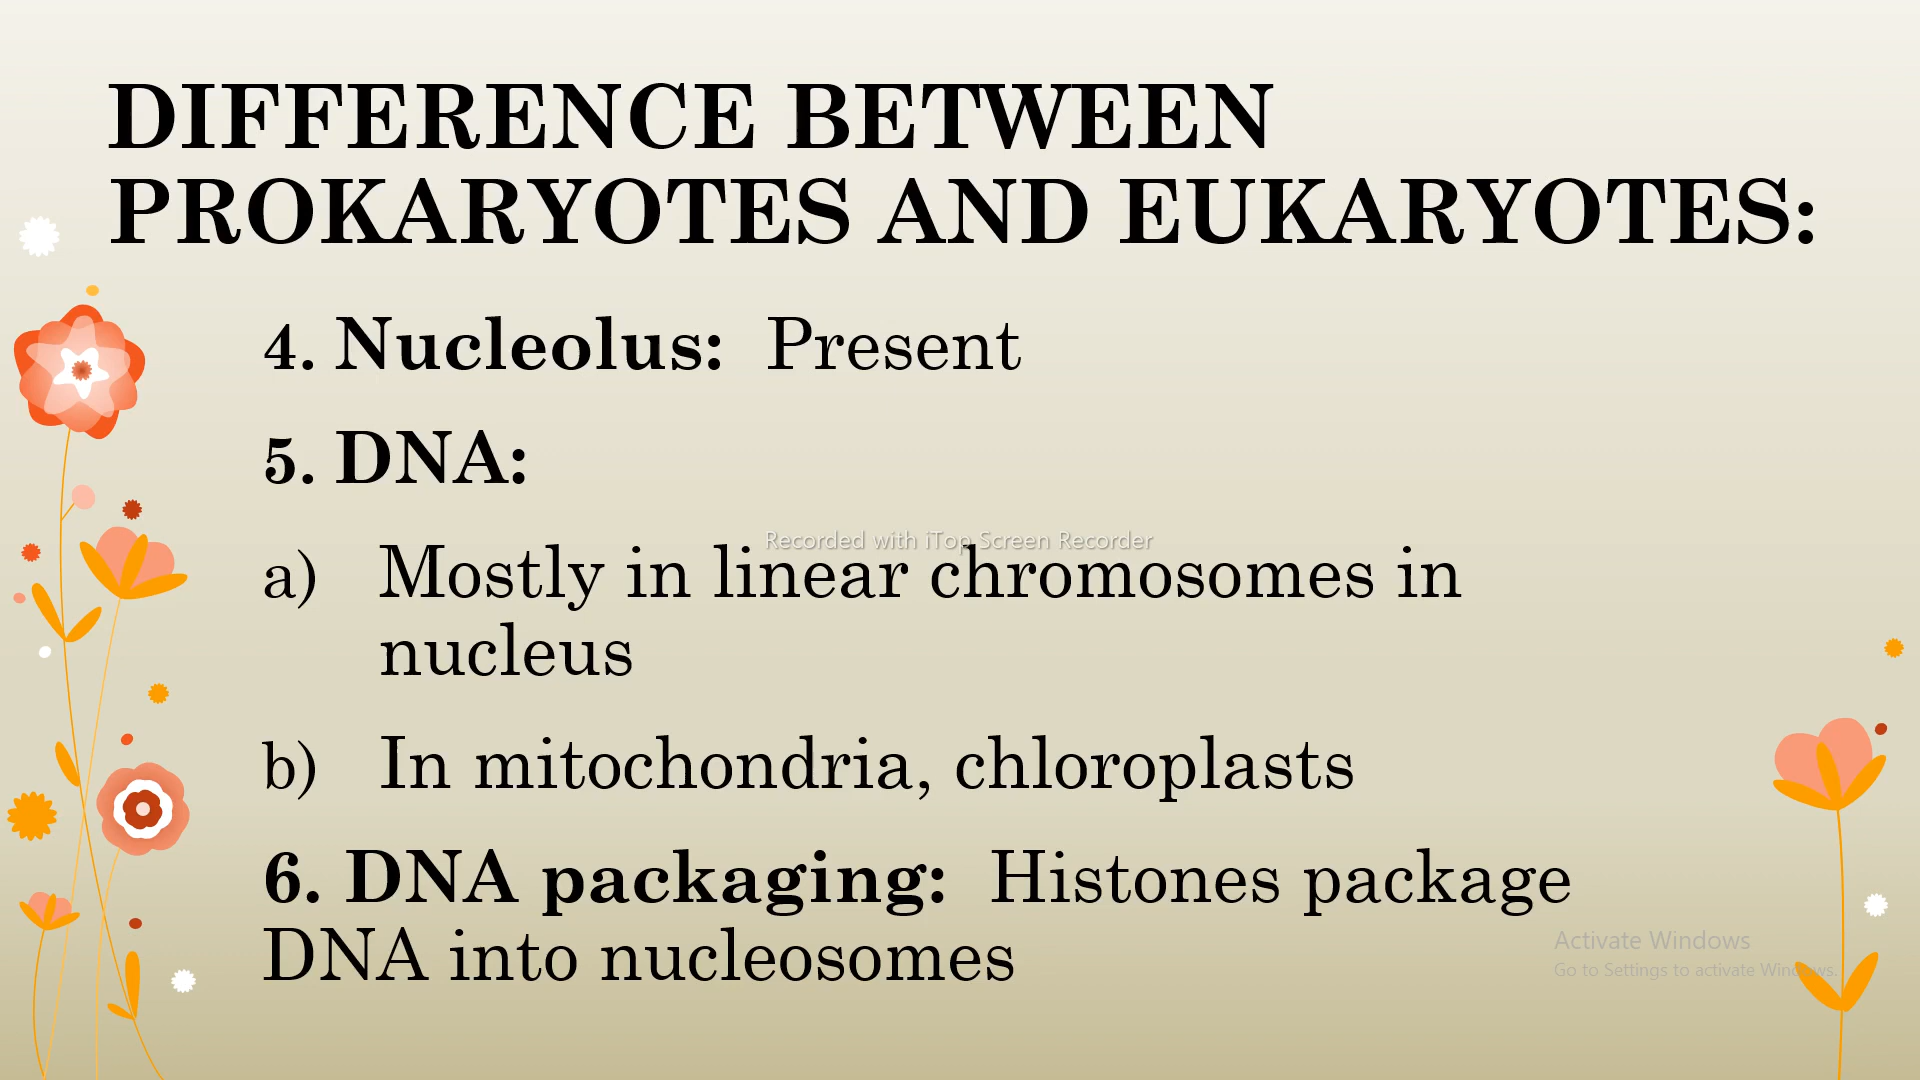 DIFFERENCE BETWEEN
PROKARYOTES AND EUKARYOTES:
4. Nucleolus: Present
5. DNA:
Recorded with iTop Screen Recorder
a) Mostly in linear chromosomes in
nucleus
b) In mitochondria, chloroplasts
6. DNA packaging: Histones package
DNA into nucleosomes
Activate Windows
Go to Settings to activate Windows.